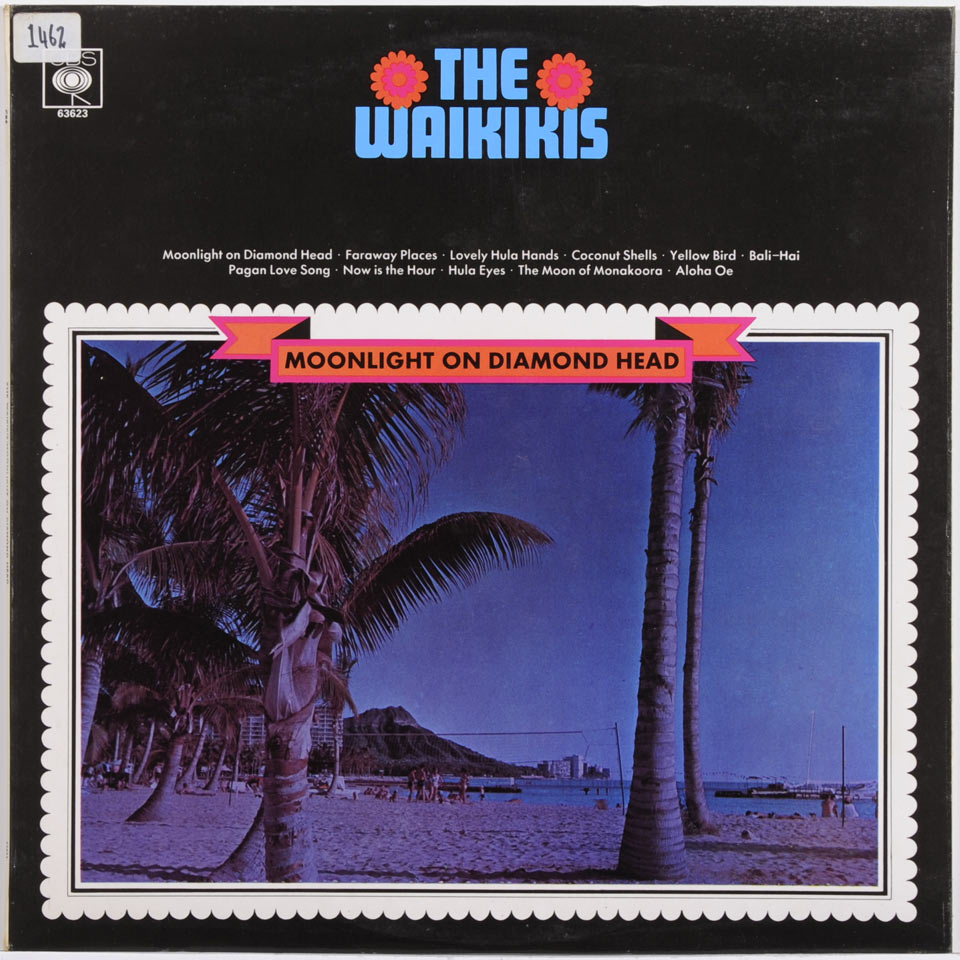 1462
CBS
63623
THE
WAIKIKIS
Moonlight on Diamond Head · Faraway Places · Lovely Hula Hands · Coconut Shells · Yellow Bird · Bali-Hai
Pagan Love Song · Now is the Hour · Hula Eyes · The Moon of Monakoora · Aloha Oe
MOONLIGHT ON DIAMOND HEAD